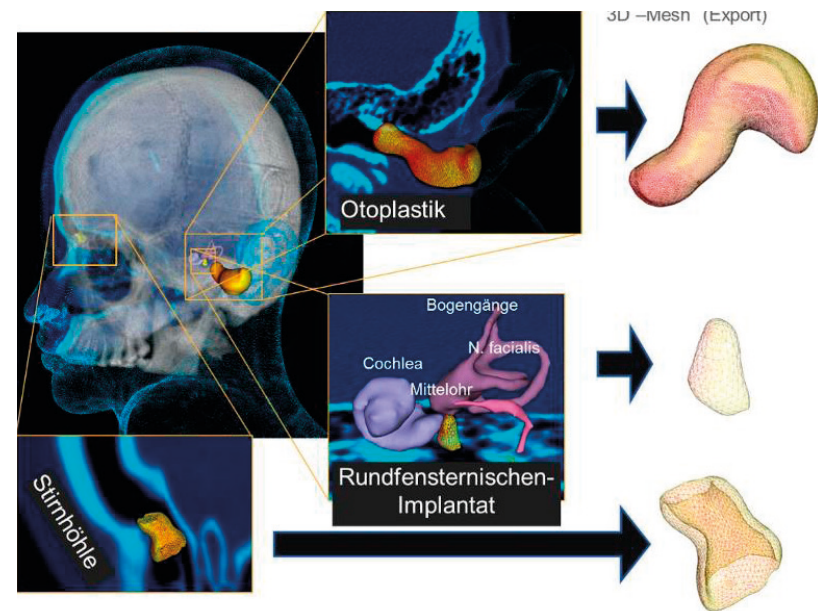 3D –Mesh (Export)
Otoplastik
Bogengänge
N. facialis
Cochlea
Mittelohr
Rundfensternischen-
Implantat
Stirnhöhle